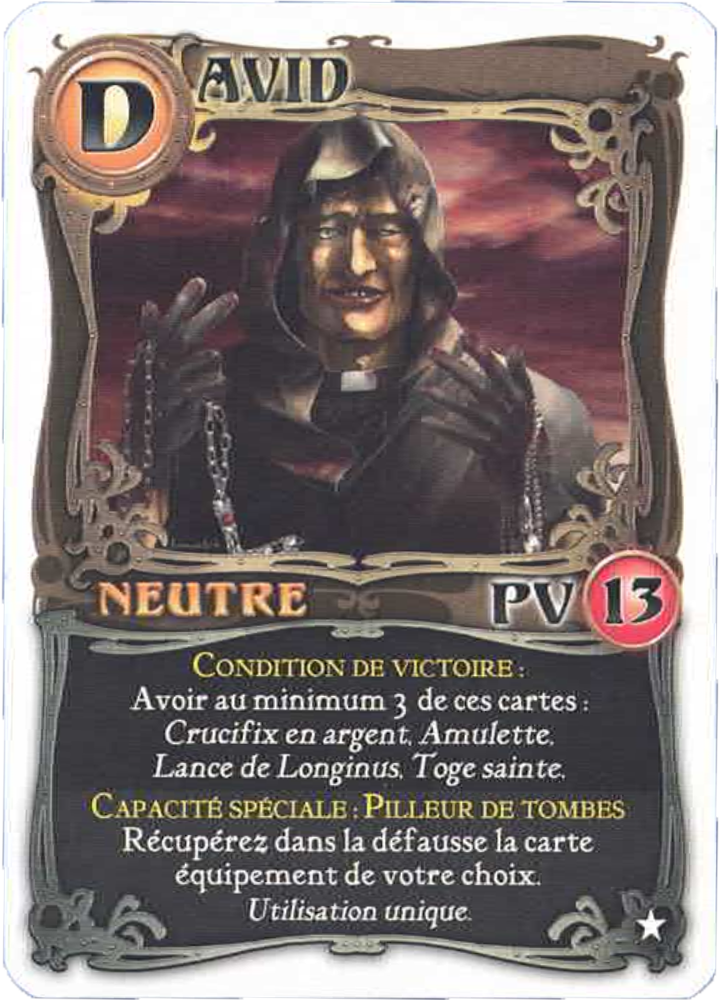 DAVID
NEUTRE
PV 13
CONDITION DE VICTOIRE :
Avoir au minimum 3 de ces cartes :
Crucifix en argent, Amulette,
Lance de Longinus, Toge sainte.
CAPACITÉ SPÉCIALE : PILLEUR DE TOMBES
Récupérez dans la défausse la carte
équipement de votre choix.
Utilisation unique.